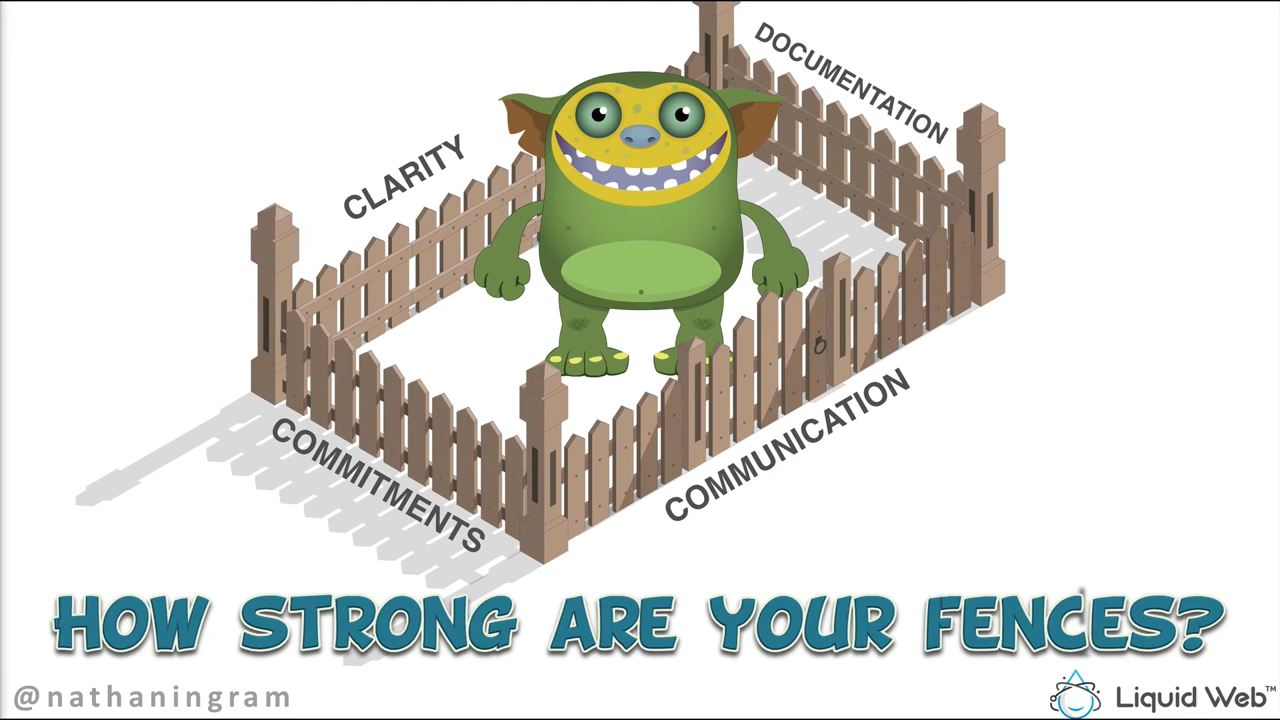 DOCUMENTATION
CLARITY
COMMITMENTS
COMMUNICATION
HOW STRONG ARE YOUR FENCES?
@nathaningram
Liquid Web™